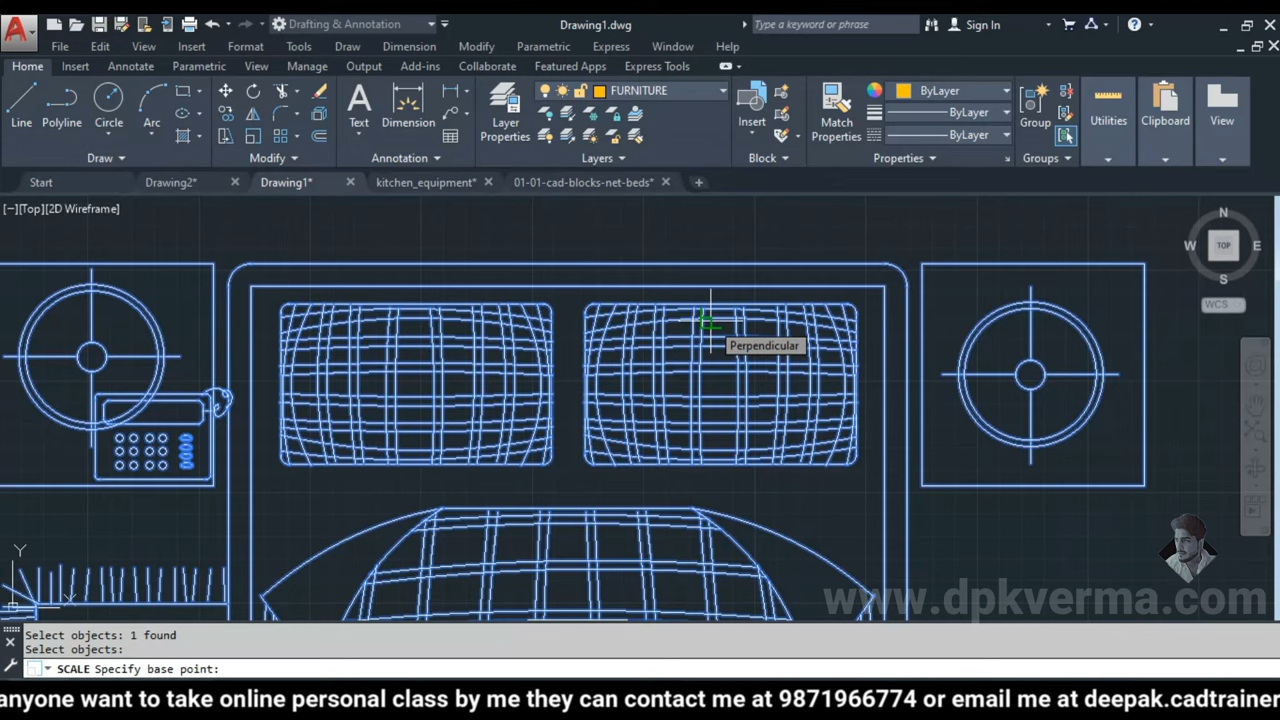 Drafting & Annotation
Drawing1.dwg
Type a keyword or phrase
Sign In
File Edit View Insert Format Tools Draw Dimension Modify Parametric Express Window Help
Home Insert Annotate Parametric View Manage Output Add-ins Collaborate Featured Apps Express Tools
FURNITURE
ByLayer
ByLayer
ByLayer
Line Polyline Circle Arc Text Dimension Layer Properties Insert Match Properties Group Utilities Clipboard View
Draw Modify Annotation Layers Block Properties Groups
Start Drawing2* Drawing1* kitchen_equipment* 01-01-cad-blocks-net-beds*
[−][Top][2D Wireframe]
N
W TOP E
S
WCS
Perpendicular
Y
X
www.dpkverma.com
Select objects: 1 found
Select objects:
SCALE Specify base point:
anyone want to take online personal class by me they can contact me at 9871966774 or email me at deepak.cadtrainer